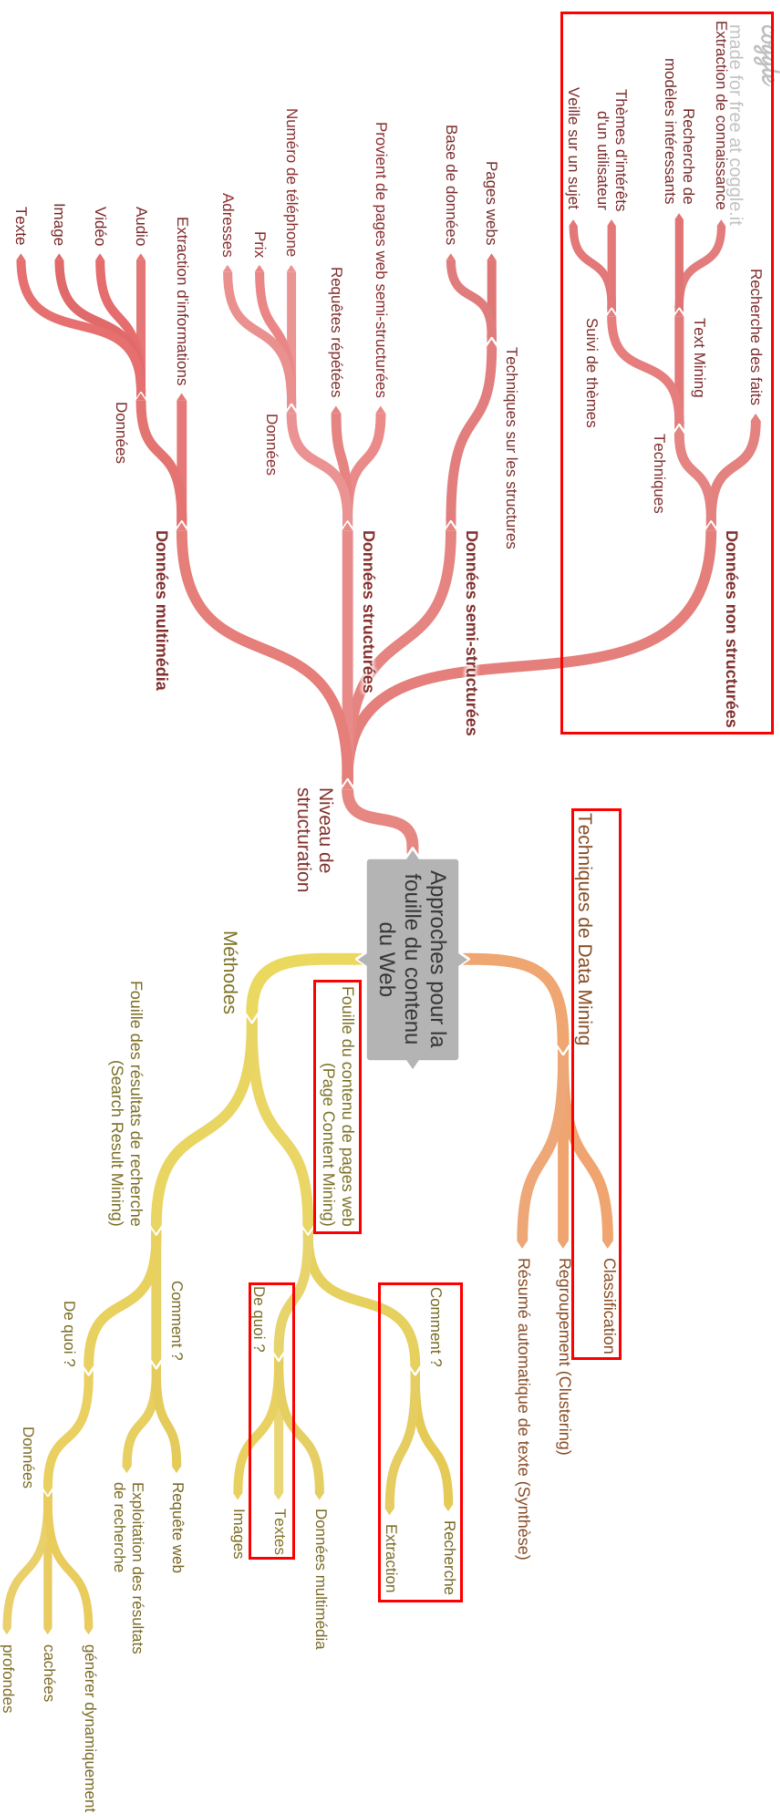 coggle
made for free at coggle.it
Extraction de connaissance
Recherche de
modèles intéressants
Thèmes d'intérêts
d'un utilisateur
Veille sur un sujet
Recherche des faits
Text Mining
Suivi de thèmes
Techniques
Données non structurées
Pages webs
Base de données
Techniques sur les structures
Données semi-structurées
Provient de pages web semi-structurées
Requêtes répétées
Numéro de téléphone
Prix
Adresses
Données
Données structurées
Extraction d'informations
Audio
Vidéo
Image
Texte
Données
Données multimédia
Niveau de
structuration
Approches pour la
fouille du contenu
du Web
Techniques de Data Mining
Classification
Regroupement (Clustering)
Résumé automatique de texte (Synthèse)
Méthodes
Fouille du contenu de pages web
(Page Content Mining)
Comment ?
Recherche
Extraction
De quoi ?
Données multimédia
Textes
Images
Fouille des résultats de recherche
(Search Result Mining)
Comment ?
Requête web
Exploitation des résultats
de recherche
De quoi ?
Données
générer dynamiquement
cachées
profondes